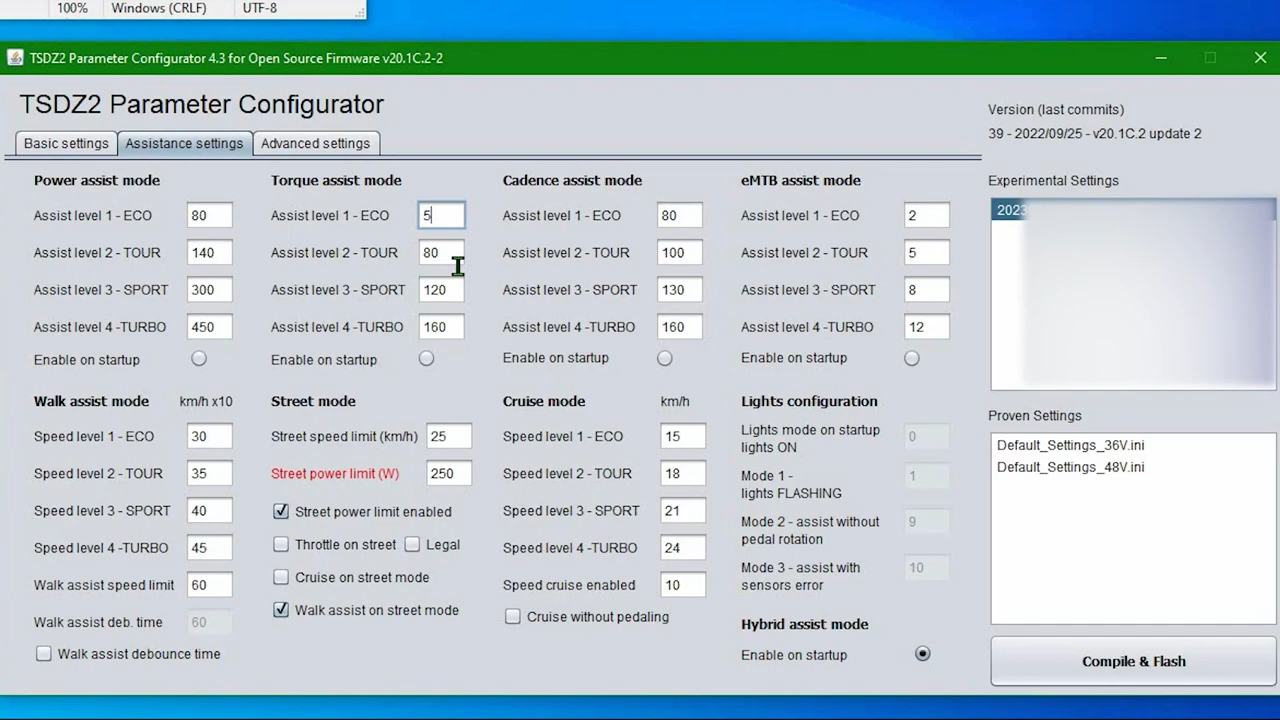 100%
Windows (CRLF)
UTF-8
TSDZ2 Parameter Configurator 4.3 for Open Source Firmware v20.1C.2-2
TSDZ2 Parameter Configurator
Version (last commits)
39 - 2022/09/25 - v20.1C.2 update 2
Basic settings
Assistance settings
Advanced settings
Power assist mode
Assist level 1 - ECO 80
Assist level 2 - TOUR 140
Assist level 3 - SPORT 300
Assist level 4 -TURBO 450
Enable on startup
Torque assist mode
Assist level 1 - ECO 5
Assist level 2 - TOUR 80
Assist level 3 - SPORT 120
Assist level 4 -TURBO 160
Enable on startup
Cadence assist mode
Assist level 1 - ECO 80
Assist level 2 - TOUR 100
Assist level 3 - SPORT 130
Assist level 4 -TURBO 160
Enable on startup
eMTB assist mode
Assist level 1 - ECO 2
Assist level 2 - TOUR 5
Assist level 3 - SPORT 8
Assist level 4 -TURBO 12
Enable on startup
Walk assist mode km/h x10
Speed level 1 - ECO 30
Speed level 2 - TOUR 35
Speed level 3 - SPORT 40
Speed level 4 -TURBO 45
Walk assist speed limit 60
Walk assist deb. time 60
Walk assist debounce time
Street mode
Street speed limit (km/h) 25
Street power limit (W) 250
Street power limit enabled
Throttle on street Legal
Cruise on street mode
Walk assist on street mode
Cruise mode km/h
Speed level 1 - ECO 15
Speed level 2 - TOUR 18
Speed level 3 - SPORT 21
Speed level 4 -TURBO 24
Speed cruise enabled 10
Cruise without pedaling
Lights configuration
Lights mode on startup
lights ON 0
Mode 1 -
lights FLASHING 1
Mode 2 - assist without
pedal rotation 9
Mode 3 - assist with
sensors error 10
Hybrid assist mode
Enable on startup
Experimental Settings
2023
Proven Settings
Default_Settings_36V.ini
Default_Settings_48V.ini
Compile & Flash